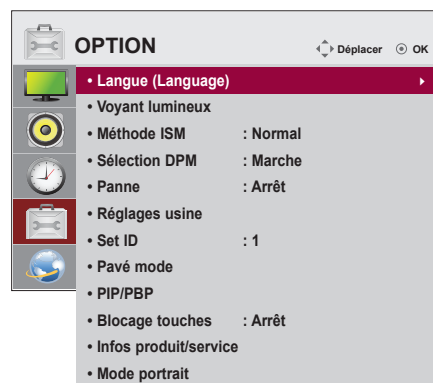 OPTION
Déplacer OK
• Langue (Language)
• Voyant lumineux
• Méthode ISM : Normal
• Sélection DPM : Marche
• Panne : Arrêt
• Réglages usine
• Set ID : 1
• Pavé mode
• PIP/PBP
• Blocage touches : Arrêt
• Infos produit/service
• Mode portrait